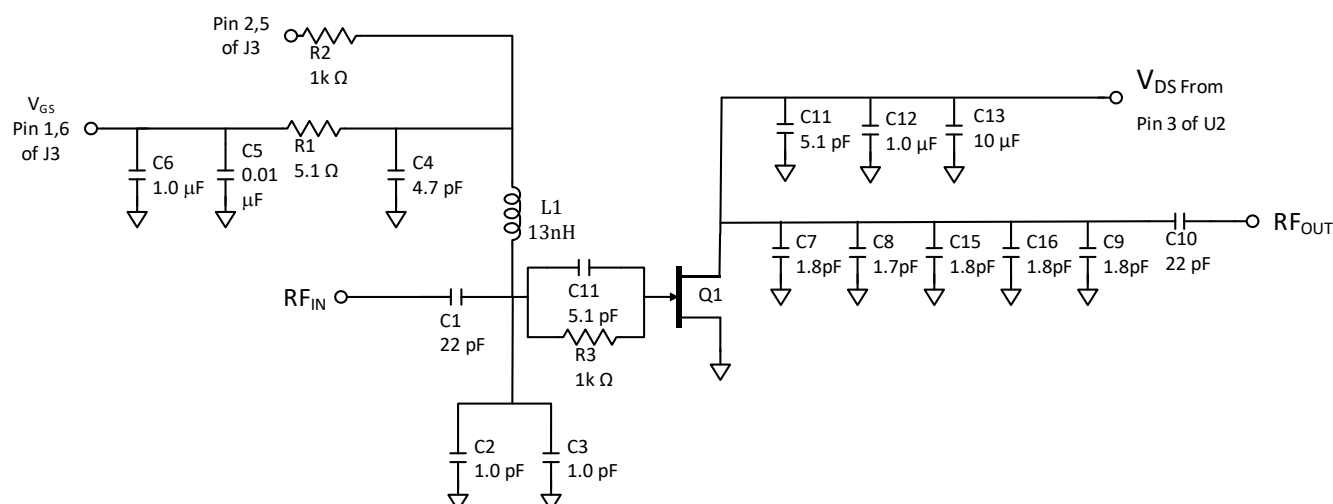 Pin 2,5
of J3
R2
1k Ω
V_GS
Pin 1,6
of J3
C6
1.0 µF
C5
0.01
µF
R1
5.1 Ω
C4
4.7 pF
L1
13nH
RF_IN
C1
22 pF
C11
5.1 pF
R3
1k Ω
C2
1.0 pF
C3
1.0 pF
Q1
V_DS From
Pin 3 of U2
C11
5.1 pF
C12
1.0 µF
C13
10 µF
C7
1.8pF
C8
1.7pF
C15
1.8pF
C16
1.8pF
C9
1.8pF
C10
22 pF
RF_OUT